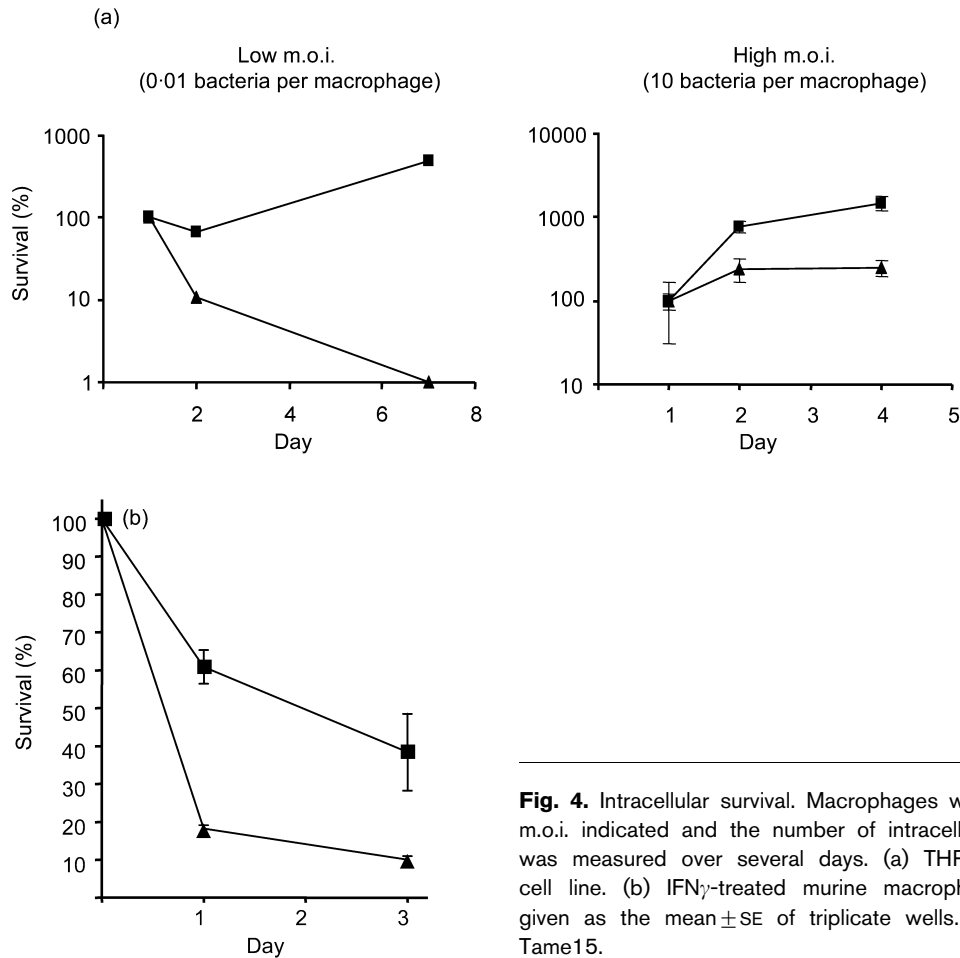 (a)
Low m.o.i.
(0·01 bacteria per macrophage)
1000
100
10
1
Survival (%)
2
4
6
8
Day
High m.o.i.
(10 bacteria per macrophage)
10000
1000
100
10
1
2
3
4
5
Day
(b)
100
90
80
70
60
50
40
30
20
10
Survival (%)
1
2
3
Day
Fig. 4. Intracellular survival. Macrophages
m.o.i. indicated and the number of
was measured over several days. (a)
cell line. (b) IFNγ-treated murine
given as the mean±SE of triplicate wells.
Tame15.